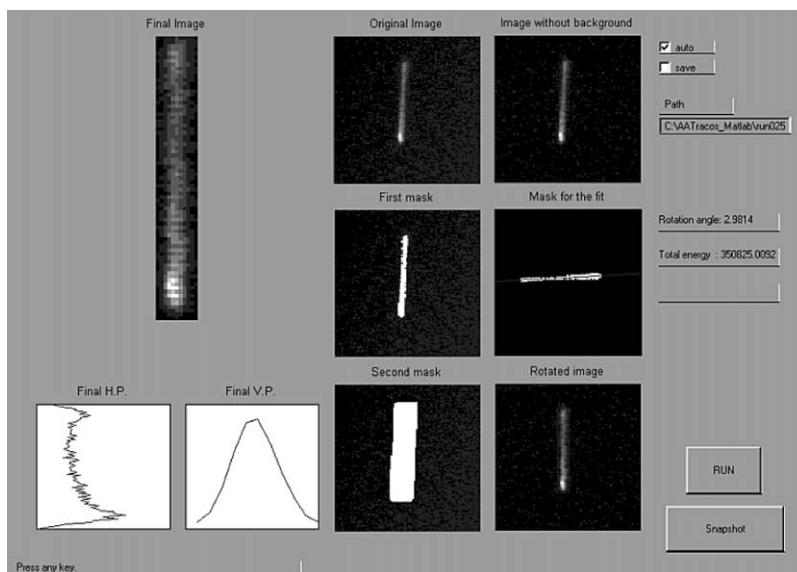 Final Image
Original Image
Image without background
auto
save
Path
C:\AATracos_Matlab\run025
First mask
Mask for the fit
Rotation angle: 2.9814
Total energy : 350825.0092
Second mask
Rotated image
Final H.P.
Final V.P.
RUN
Snapshot
Press any key.